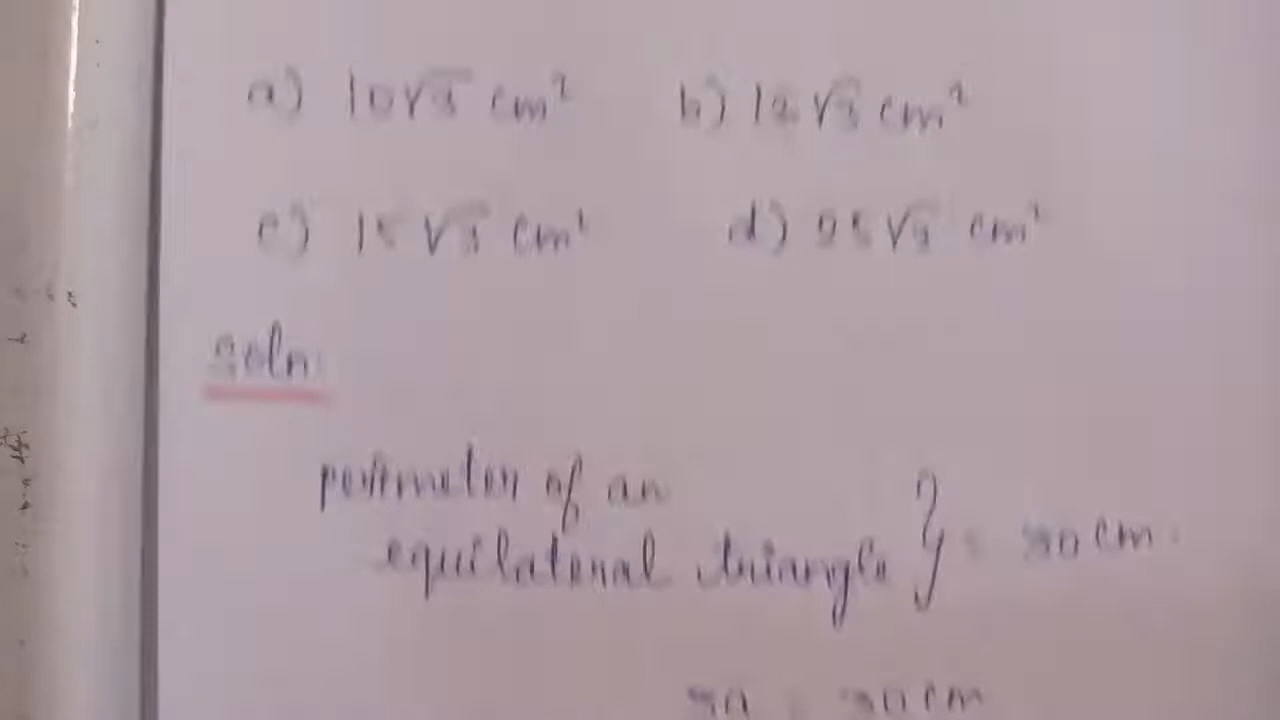 a) 10√3 cm² b) 12√3 cm²
c) 15√3 cm² d) 25√3 cm²
Soln:
perimeter of an
equilateral triangle } = 30 cm.
3a = 30 cm